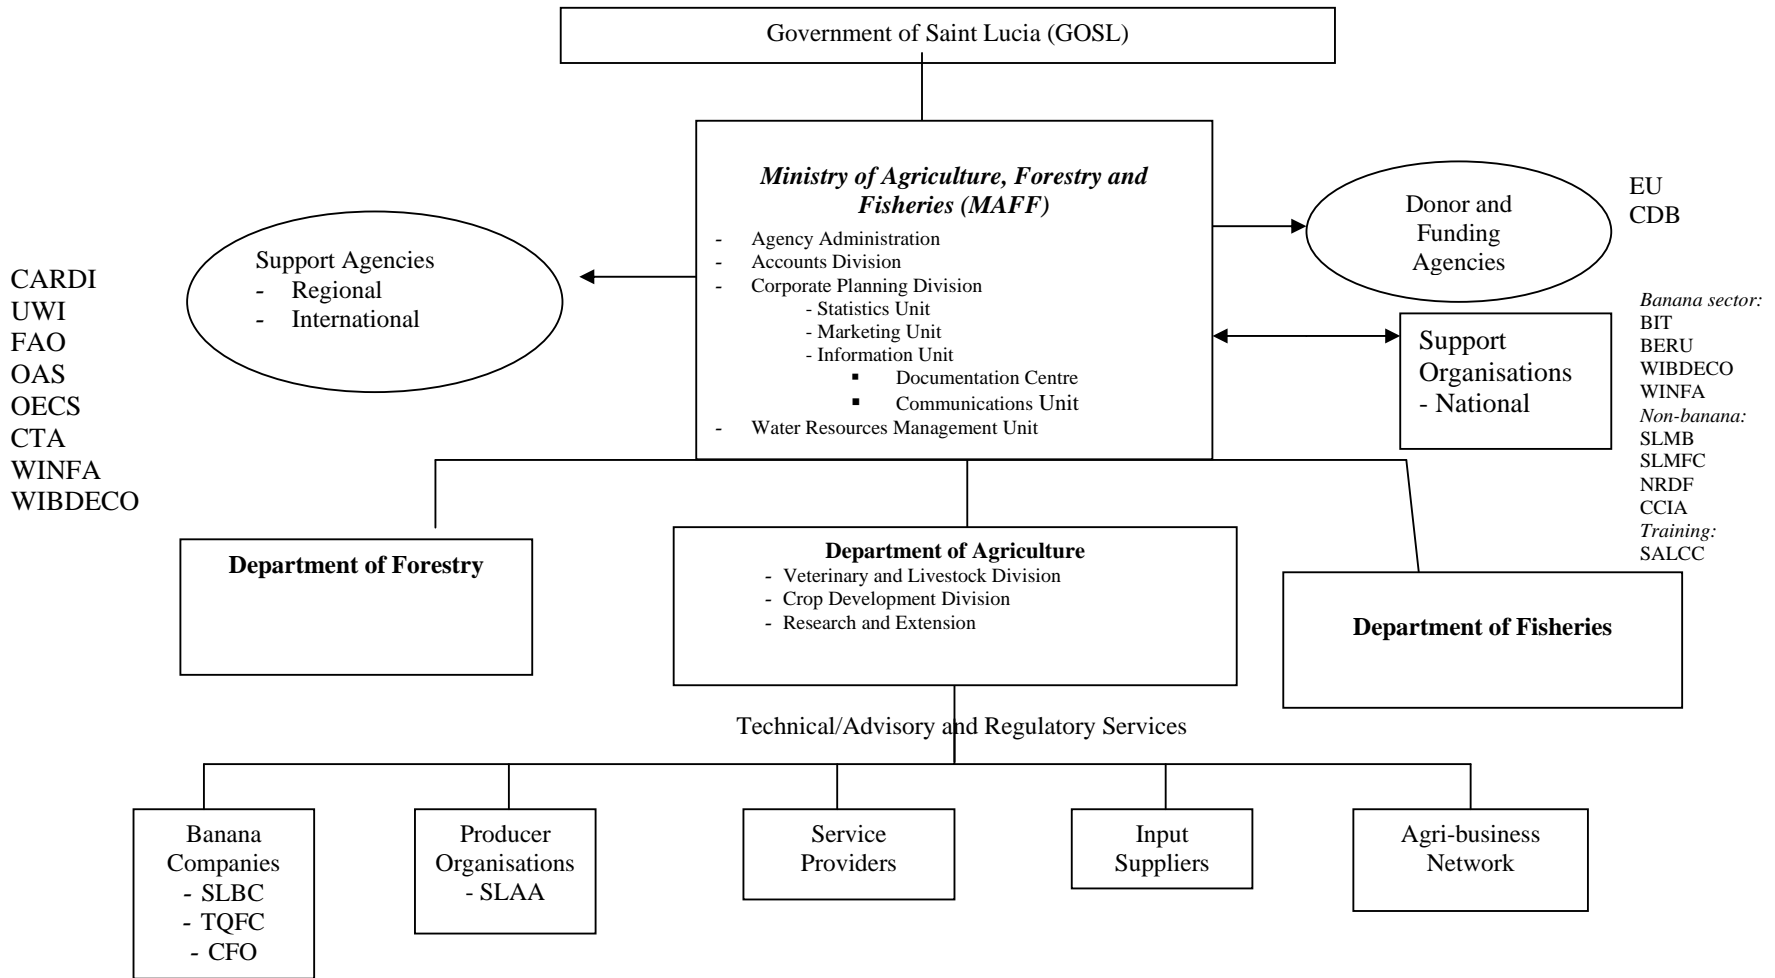 Government of Saint Lucia (GOSL)
Ministry of Agriculture, Forestry and
Fisheries (MAFF)
- Agency Administration
- Accounts Division
- Corporate Planning Division
- Statistics Unit
- Marketing Unit
- Information Unit
▪ Documentation Centre
▪ Communications Unit
- Water Resources Management Unit
Support Agencies
- Regional
- International
CARDI
UWI
FAO
OAS
OECS
CTA
WINFA
WIBDECO
Donor and
Funding
Agencies
EU
CDB
Support
Organisations
- National
Banana sector:
BIT
BERU
WIBDECO
WINFA
Non-banana:
SLMB
SLMFC
NRDF
CCIA
Training:
SALCC
Department of Forestry
Department of Agriculture
- Veterinary and Livestock Division
- Crop Development Division
- Research and Extension
Department of Fisheries
Technical/Advisory and Regulatory Services
Banana
Companies
- SLBC
- TQFC
- CFO
Producer
Organisations
- SLAA
Service
Providers
Input
Suppliers
Agri-business
Network